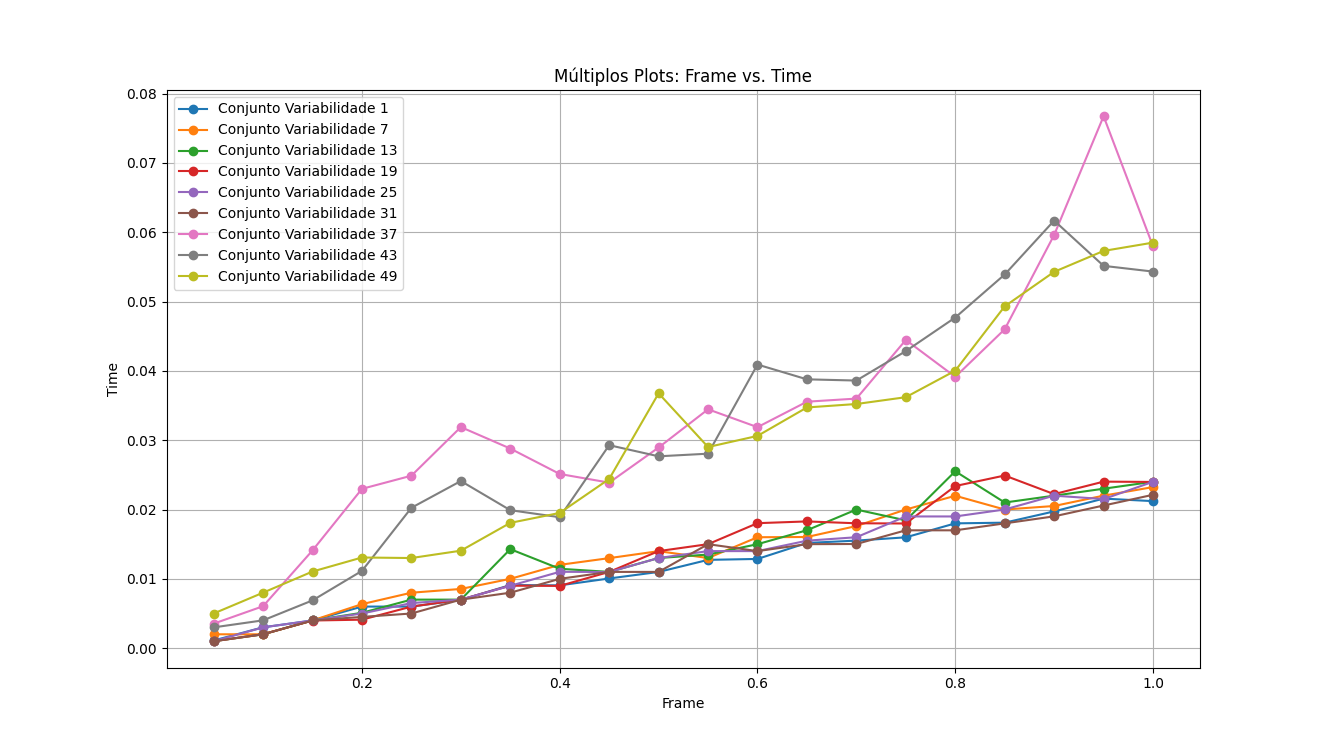 Múltiplos Plots: Frame vs. Time
0.08
0.07
0.06
0.05
0.04
0.03
0.02
0.01
0.00
Time
Conjunto Variabilidade 1
Conjunto Variabilidade 7
Conjunto Variabilidade 13
Conjunto Variabilidade 19
Conjunto Variabilidade 25
Conjunto Variabilidade 31
Conjunto Variabilidade 37
Conjunto Variabilidade 43
Conjunto Variabilidade 49
0.2 0.4 0.6 0.8 1.0
Frame